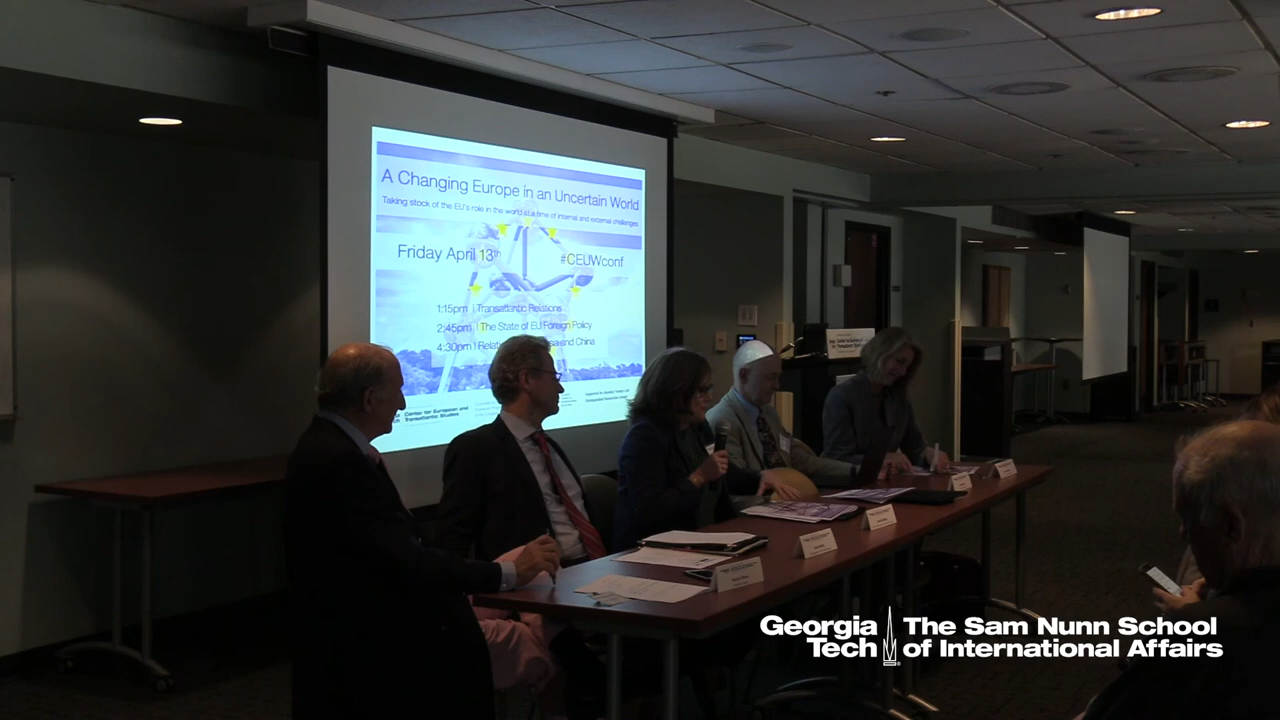 A Changing Europe in an Uncertain World
Taking stock of the EU's role in the world at a time of internal and external challenges
Friday April 13th
#CEUWconf
1:15pm | Transatlantic Relations
2:45pm | The State of EU Foreign Policy
4:30pm | and China
Center for European and
Transatlantic Studies
Georgia
Tech
The Sam Nunn School
of International Affairs